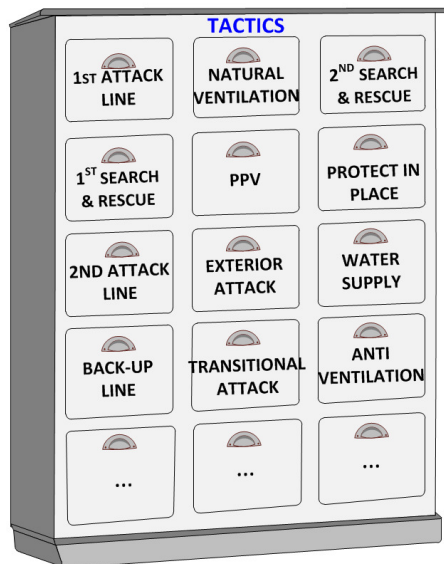 TACTICS
1ST ATTACK
LINE
NATURAL
VENTILATION
2ND SEARCH
& RESCUE
1ST SEARCH
& RESCUE
PPV
PROTECT IN
PLACE
2ND ATTACK
LINE
EXTERIOR
ATTACK
WATER
SUPPLY
BACK-UP
LINE
TRANSITIONAL
ATTACK
ANTI
VENTILATION
...
...
...